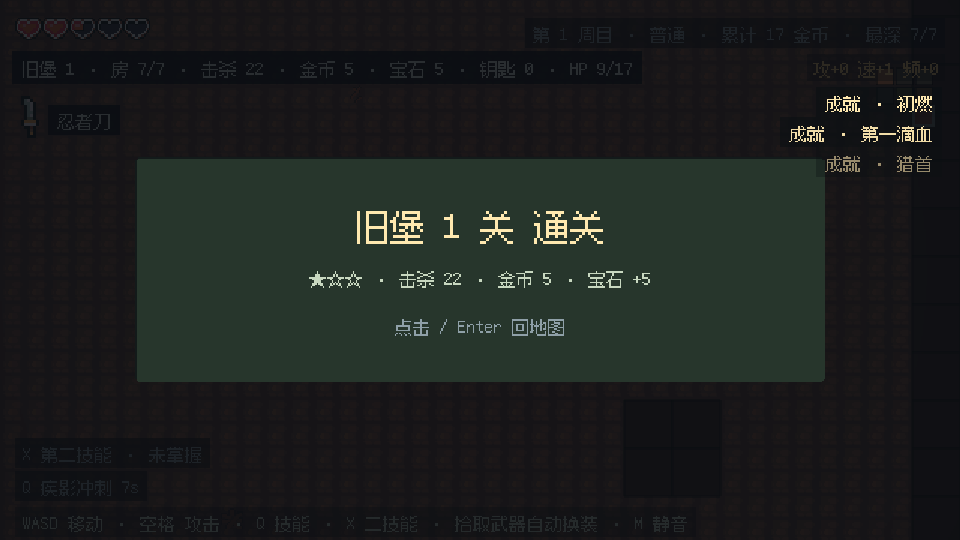 第 1 周目 · 普通 · 累计 17 金币 · 最深 7/7
旧堡 1 · 房 7/7 · 击杀 22 · 金币 5 · 宝石 5 · 钥匙 0 · HP 9/17
攻+0 速+1 频+0
成就 · 初燃
忍者刀
成就 · 第一滴血
成就 · 猎首
旧堡 1 关 通关
★☆☆ · 击杀 22 · 金币 5 · 宝石 +5
点击 / Enter 回地图
X 第二技能 · 未掌握
Q 疾影冲刺 7s
WASD 移动 · 空格 攻击 · Q 技能 · X 二技能 · 拾取武器自动换装 · M 静音